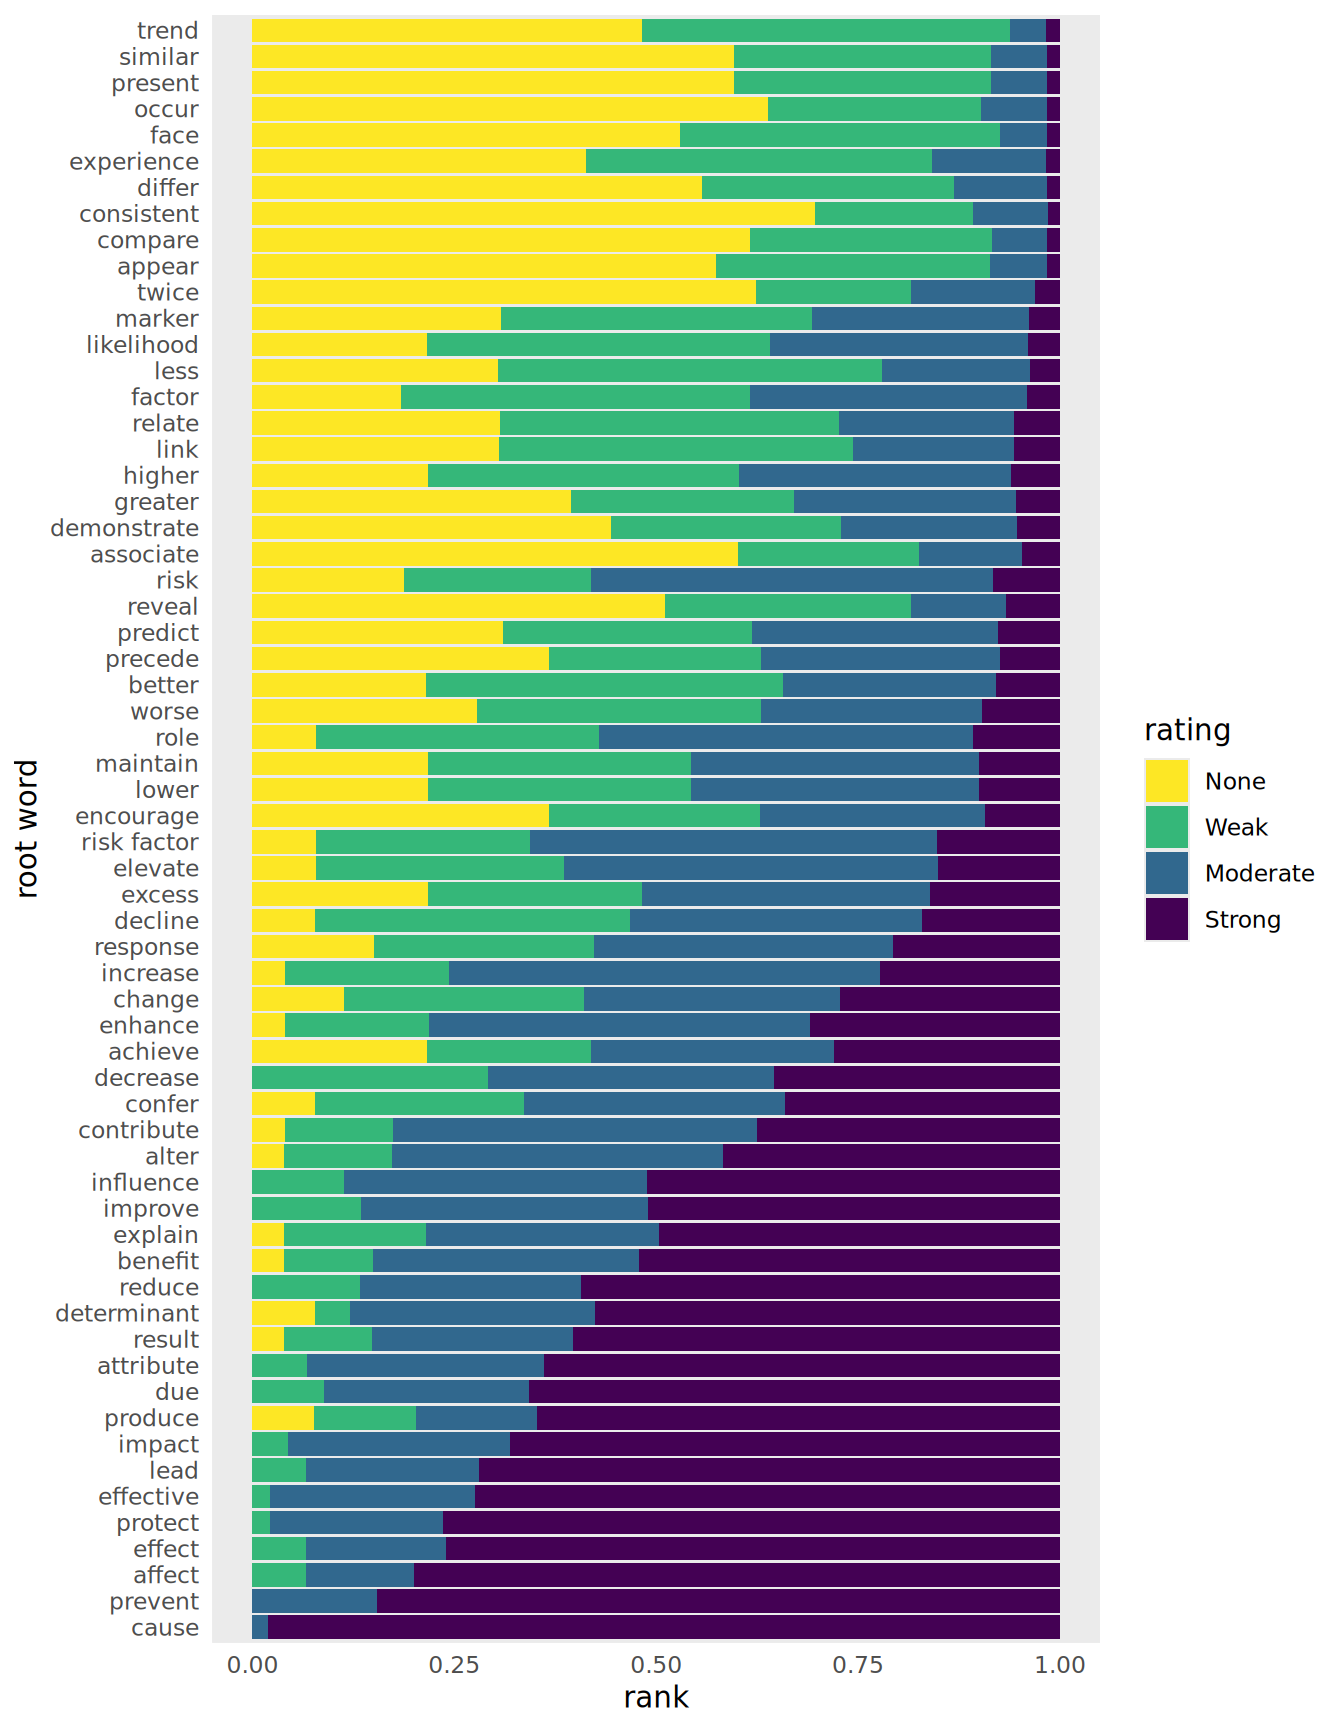 trend
similar
present
occur
face
experience
differ
consistent
compare
appear
twice
marker
likelihood
less
factor
relate
link
higher
greater
demonstrate
associate
risk
reveal
predict
precede
better
worse
role
maintain
lower
encourage
risk factor
elevate
excess
decline
response
increase
change
enhance
achieve
decrease
confer
contribute
alter
influence
improve
explain
benefit
reduce
determinant
result
attribute
due
produce
impact
lead
effective
protect
effect
affect
prevent
cause
root word
0.00 0.25 0.50 0.75 1.00
rank
rating
None
Weak
Moderate
Strong